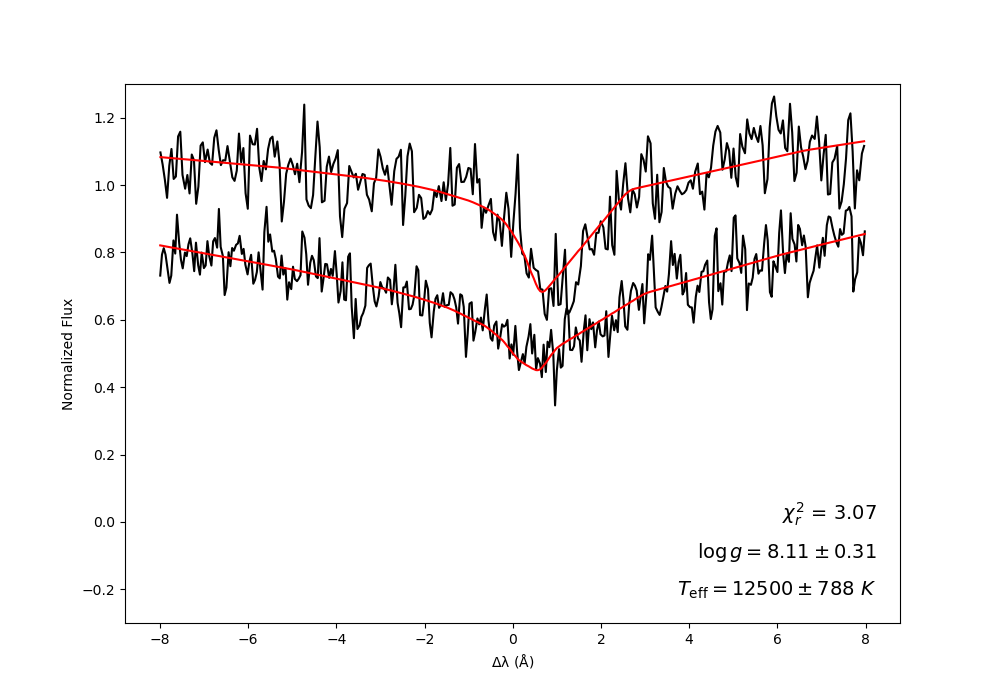 1.2
1.0
0.8
0.6
0.4
0.2
0.0
−0.2
Normalized Flux
χ²ᵣ = 3.07
log g = 8.11 ± 0.31
T_eff = 12500 ± 788 K
−8 −6 −4 −2 0 2 4 6 8
Δλ (Å)